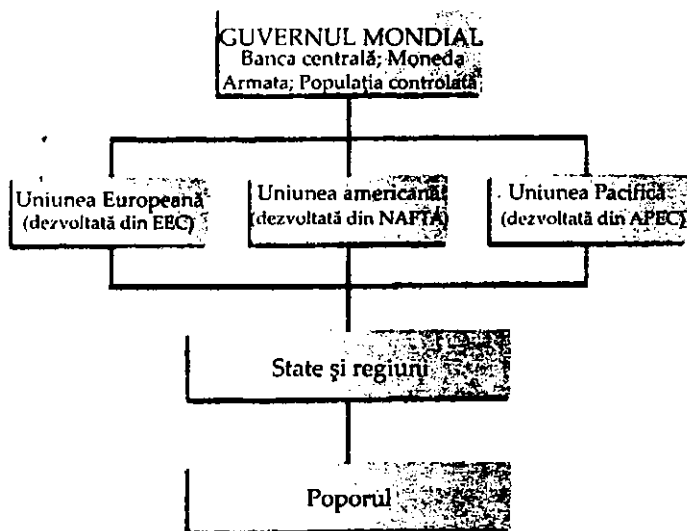 GUVERNUL MONDIAL
Banca centrală; Moneda
Armata; Populaţia controlată
Uniunea Europeană
(dezvoltată din EEC)
Uniunea americană
(dezvoltată din NAFTA)
Uniunea Pacifică
(dezvoltată din APEC)
State şi regiuni
Poporul